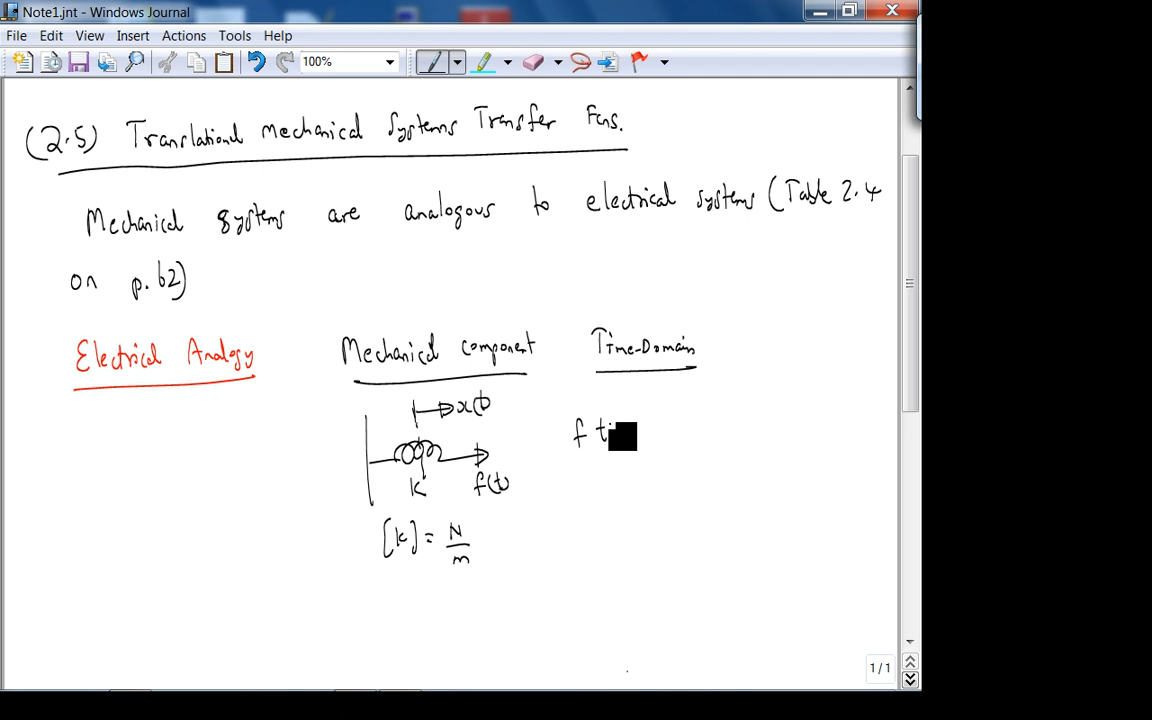 Note1.jnt - Windows Journal
File Edit View Insert Actions Tools Help
100%
(2.5) Translational Mechanical Systems Transfer Fcns.
Mechanical systems are analogous to electrical systems (Table 2.4
on p.62)
Electrical Analogy Mechanical component Time-Domain
x(t)
f t
K f(t)
[K] = N/m
1 / 1